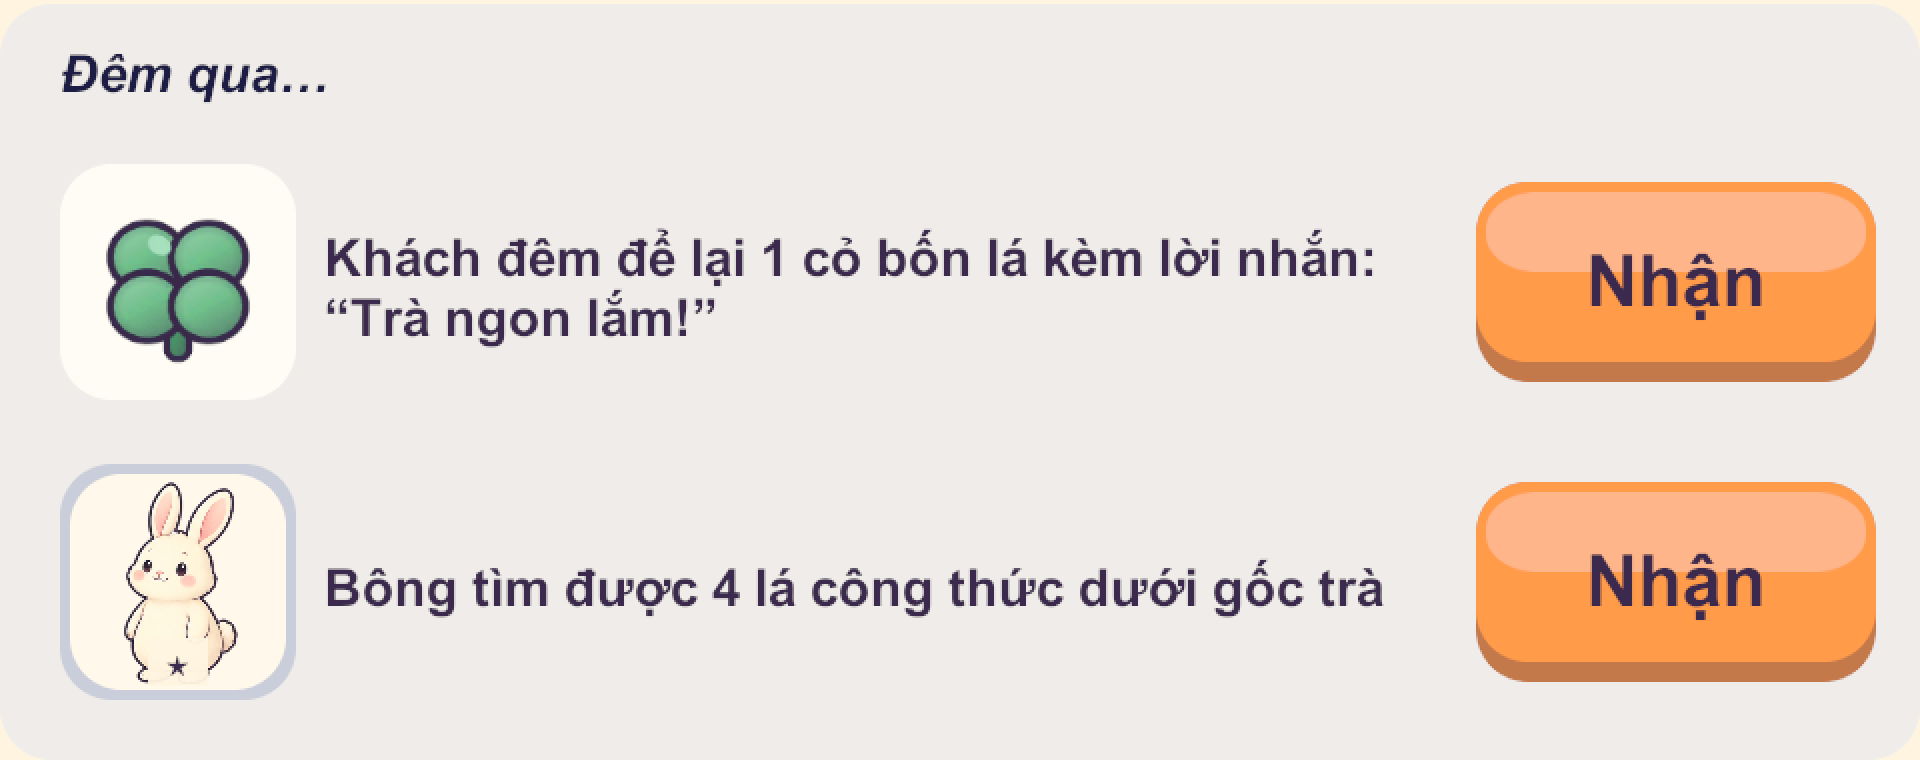 Đêm qua...
Khách đêm để lại 1 cỏ bốn lá kèm lời nhắn:
“Trà ngon lắm!”
Nhận
Bông tìm được 4 lá công thức dưới gốc trà
Nhận